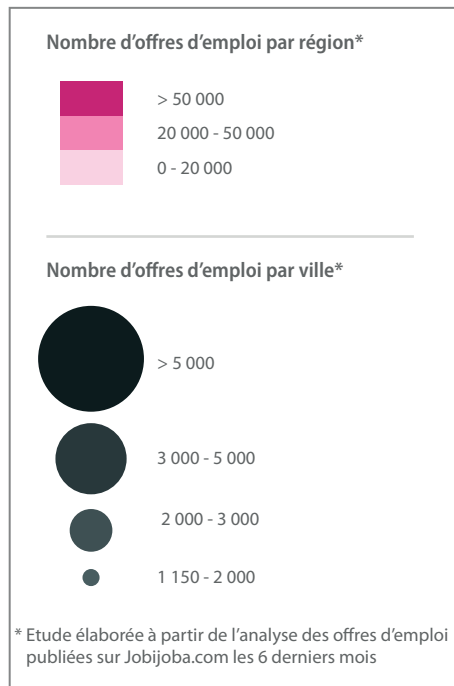 Nombre d’offres d’emploi par région*
> 50 000
20 000 - 50 000
0 - 20 000
Nombre d’offres d’emploi par ville*
> 5 000
3 000 - 5 000
2 000 - 3 000
1 150 - 2 000
* Etude élaborée à partir de l’analyse des offres d’emploi
publiées sur Jobijoba.com les 6 derniers mois